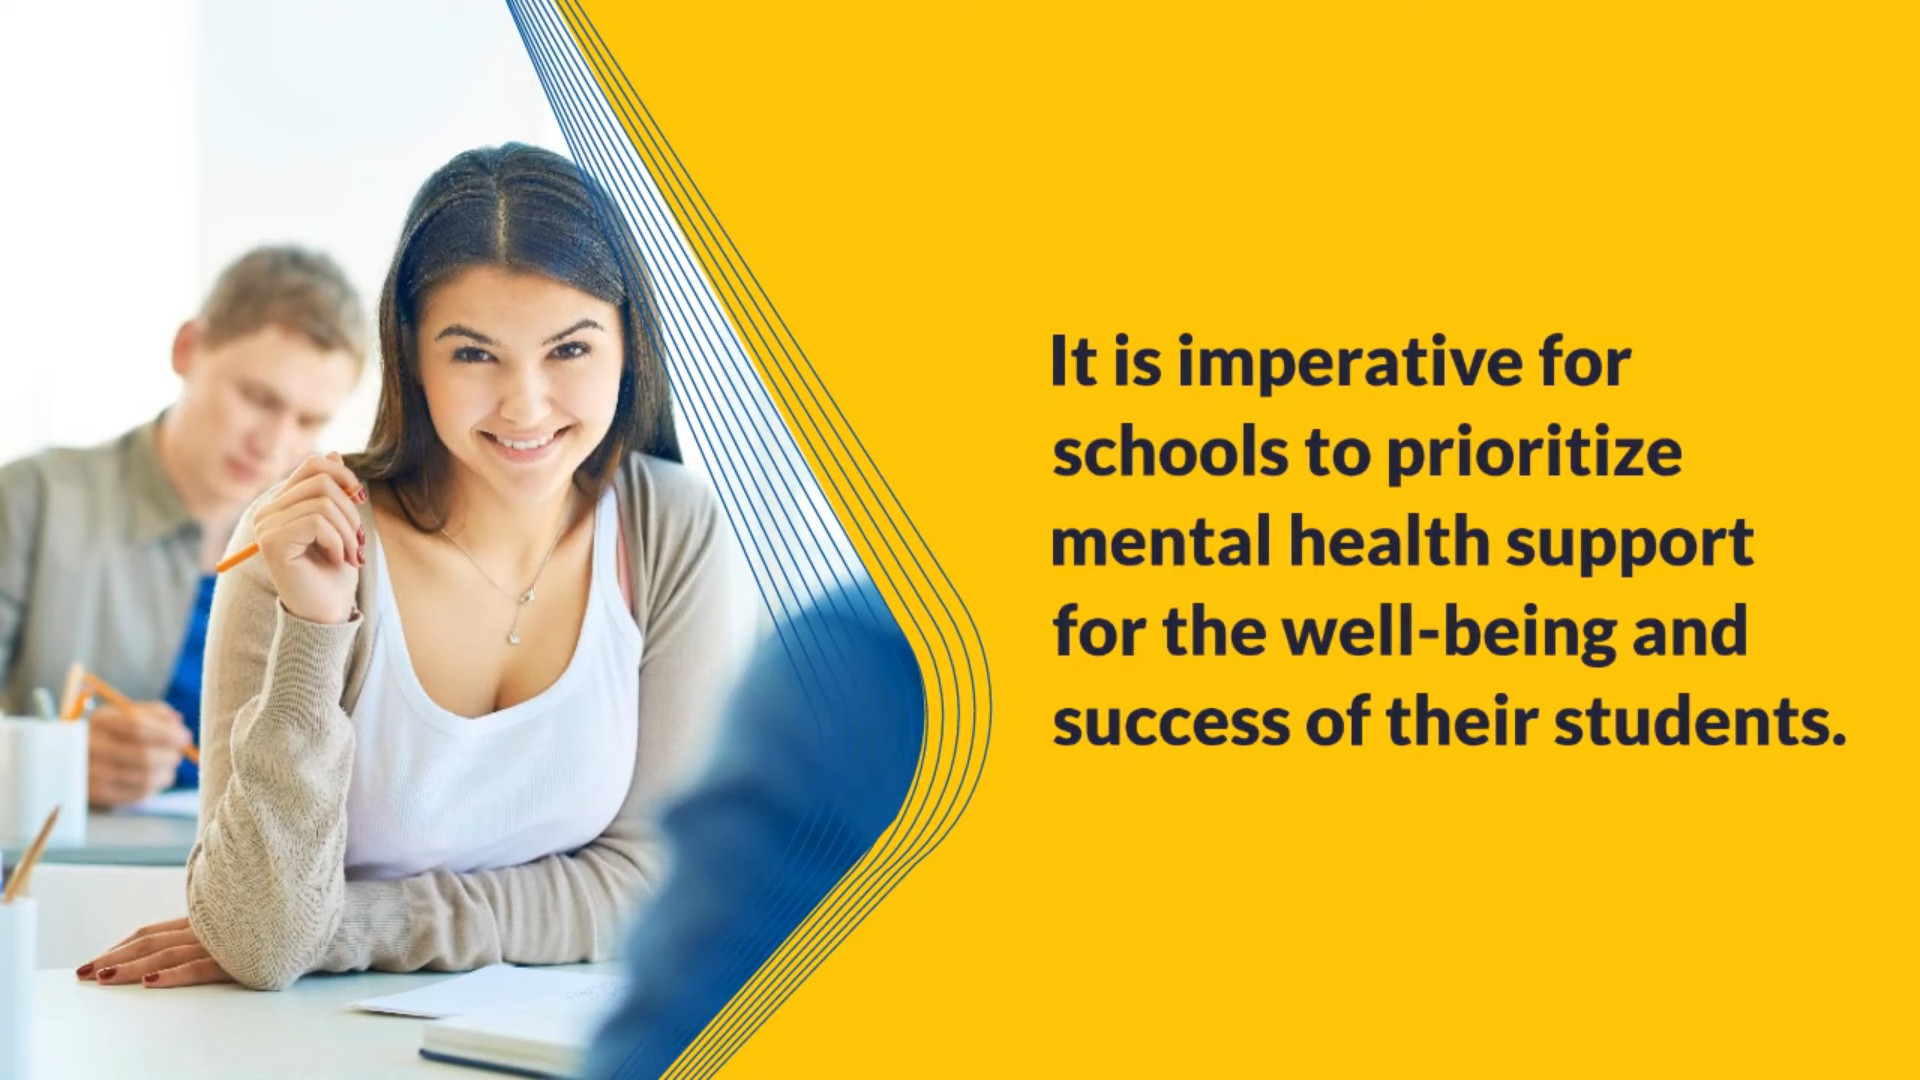 It is imperative for
schools to prioritize
mental health support
for the well-being and
success of their students.